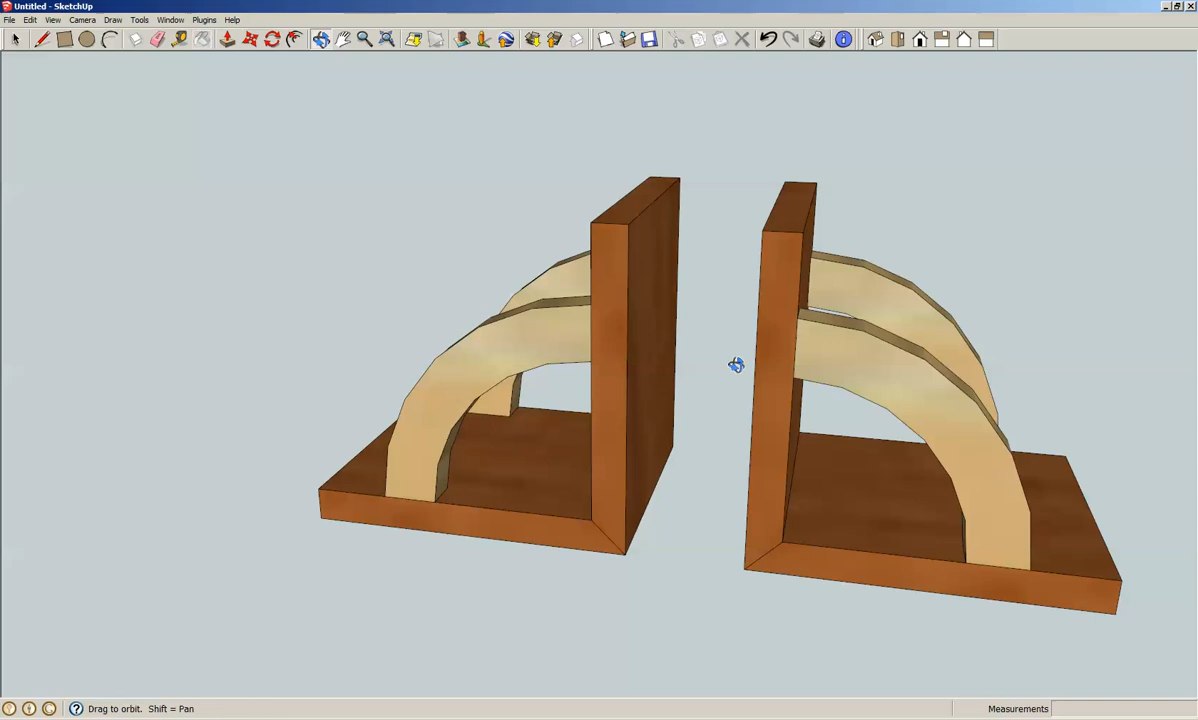 Untitled - SketchUp
File Edit View Camera Draw Tools Window Plugins Help
Drag to orbit. Shift = Pan
Measurements